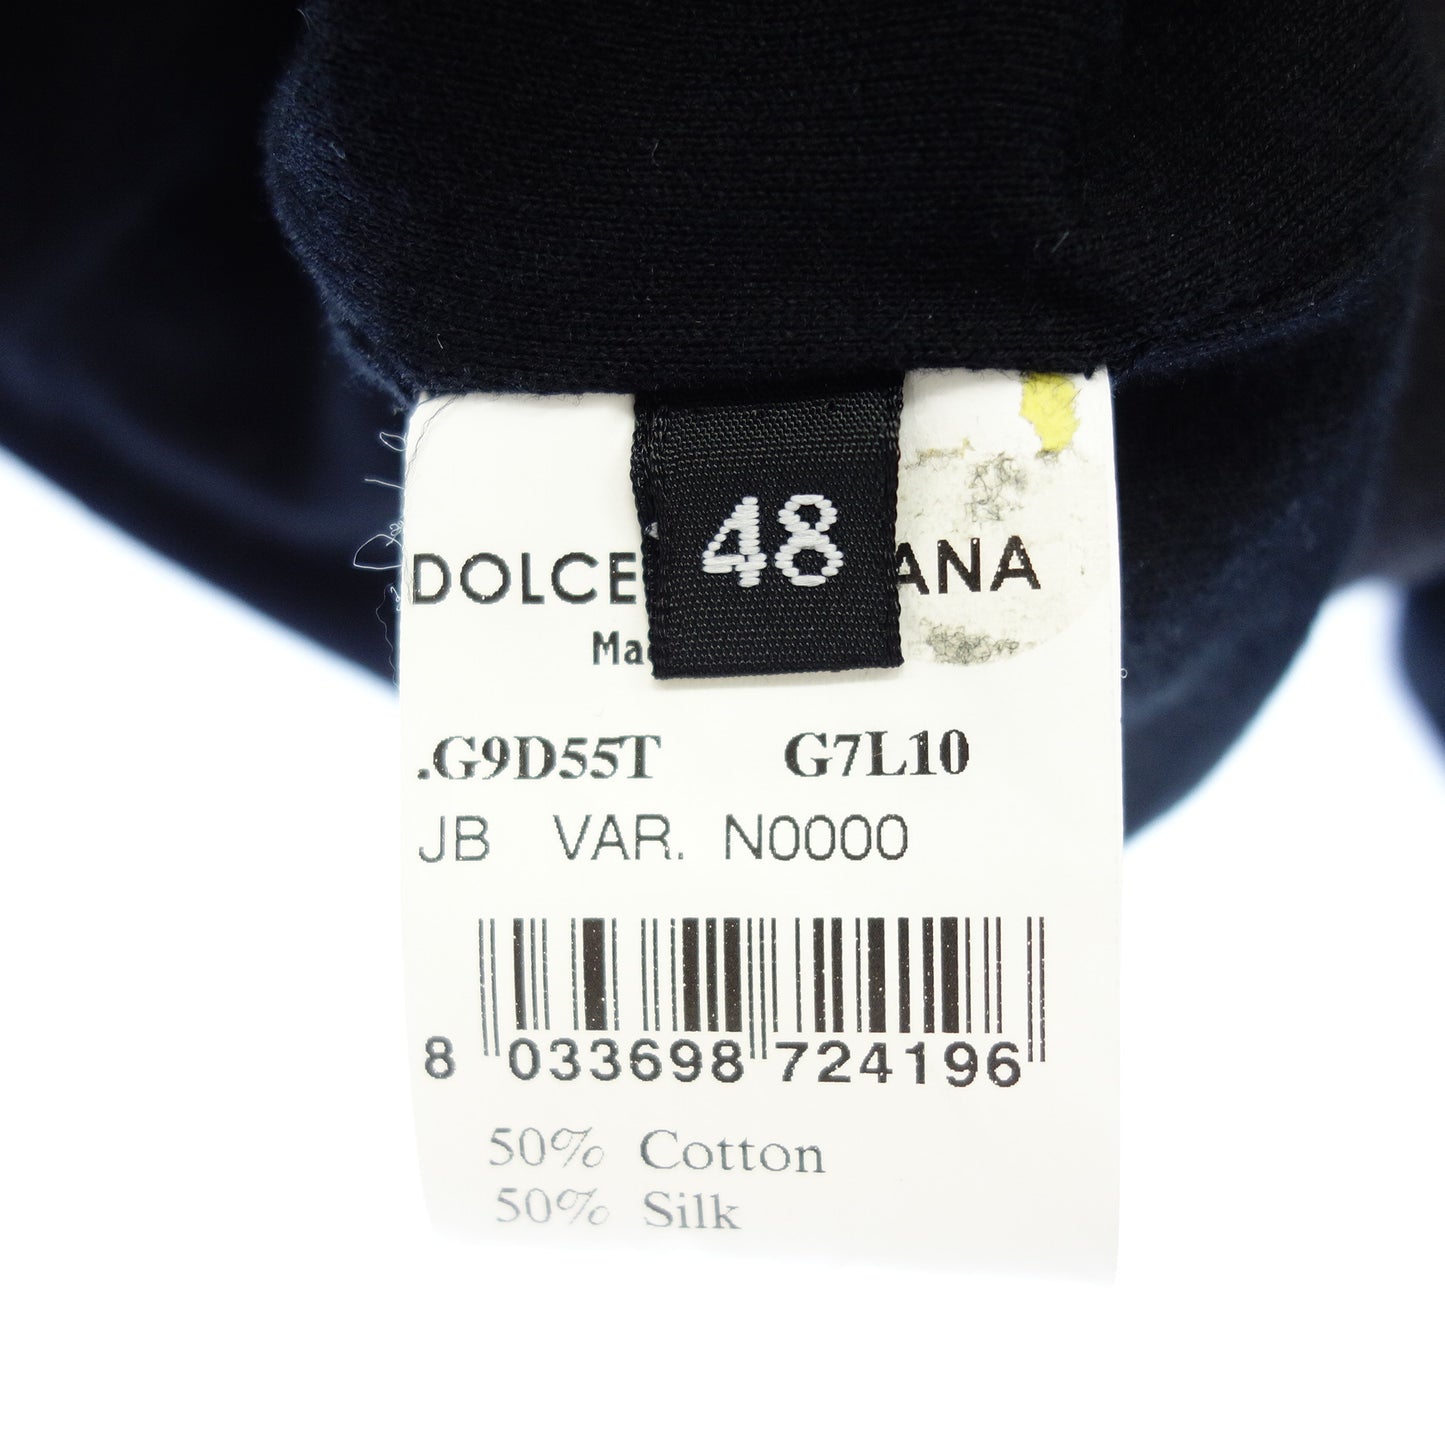 48
DOLCE ANA
Ma
.G9D55T G7L10
JB VAR. N0000
8 033698 724196
50% Cotton
50% Silk